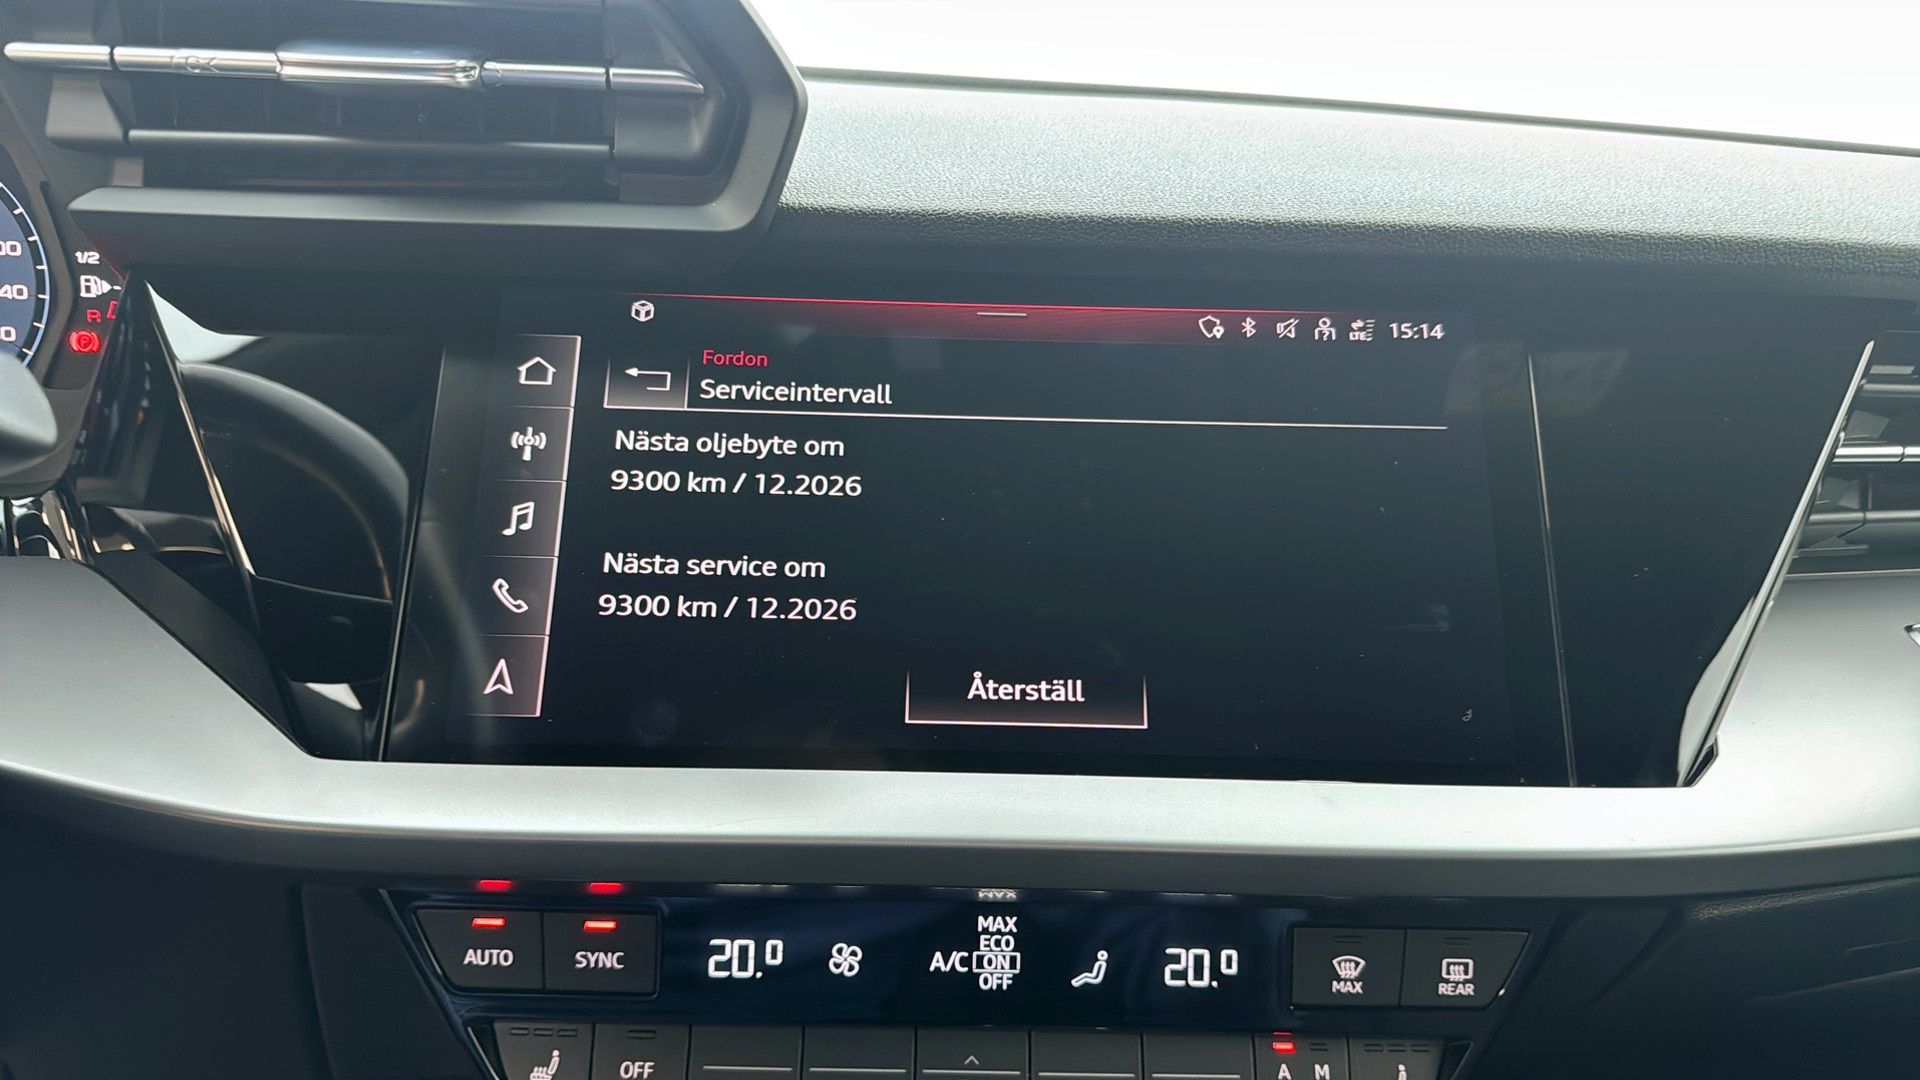 1/2
R
15:14
LTE
Fordon
Serviceintervall
Nästa oljebyte om
9300 km / 12.2026
Nästa service om
9300 km / 12.2026
Återställ
AUTO
SYNC
20.0
A/C
MAX
ECO
ON
OFF
20.0
MAX
REAR
OFF
A
M